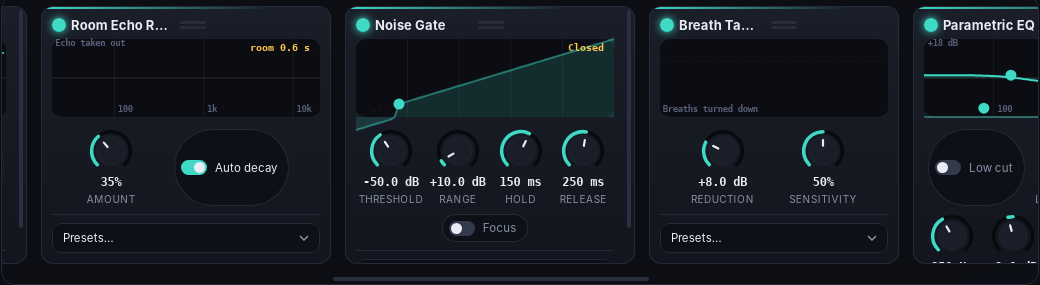 Room Echo R...
Echo taken out
room 0.6 s
100
1k
10k
35%
AMOUNT
Auto decay
Presets...
Noise Gate
Closed
-50.0 dB
THRESHOLD
+10.0 dB
RANGE
150 ms
HOLD
250 ms
RELEASE
Focus
Breath Ta...
Breaths turned down
+8.0 dB
REDUCTION
50%
SENSITIVITY
Presets...
Parametric EQ
+18 dB
100
Low cut